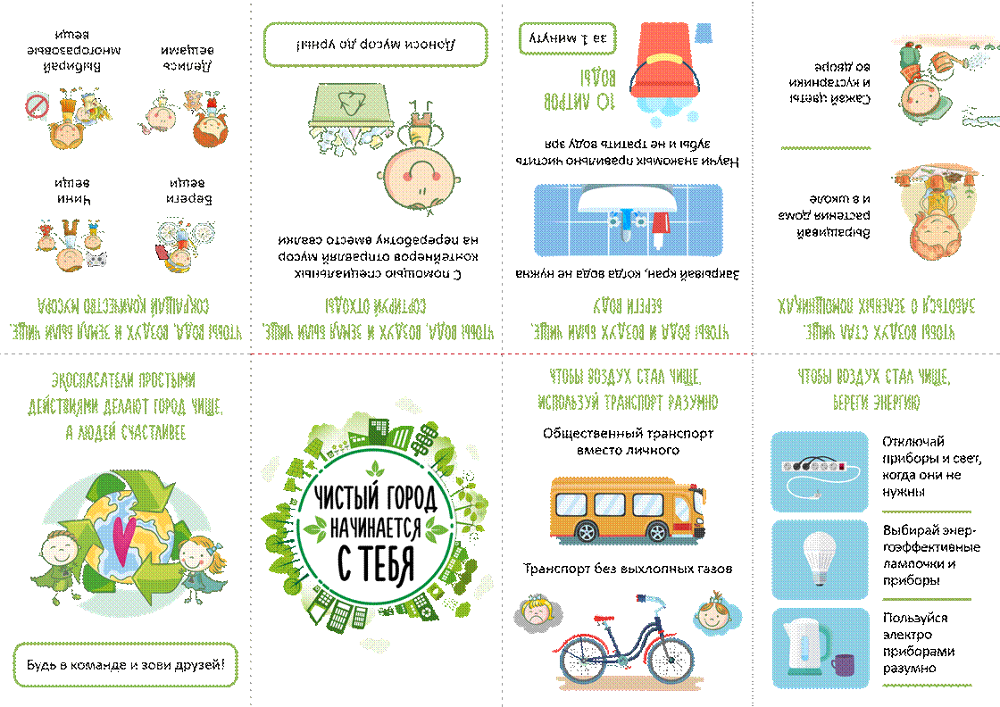 ЧТОБЫ ВОДА, ВОЗДУХ И ЗЕМЛЯ БЫЛИ ЧИЩЕ,
СОКРАЩАЙ КОЛИЧЕСТВО МУСОРА
Береги
вещи
Чини
вещи
Делись
вещами
Выбирай
многоразовые
вещи
ЧТОБЫ ВОДА, ВОЗДУХ И ЗЕМЛЯ БЫЛИ ЧИЩЕ,
СОРТИРУЙ ОТХОДЫ
С помощью специальных
контейнеров отправляй мусор
на переработку вместо свалки
Доноси мусор до урны!
ЧТОБЫ ВОДА И ВОЗДУХ БЫЛИ ЧИЩЕ,
БЕРЕГИ ВОДУ
Закрывай кран, когда вода не нужна
Научи знакомых правильно чистить
зубы и не тратить воду зря
10 ЛИТРОВ
ВОДЫ
за 1 минуту
ЧТОБЫ ВОЗДУХ СТАЛ ЧИЩЕ,
ЗАБОТЬСЯ О ЗЕЛЕНЫХ ПОМОЩНИКАХ
Выращивай
растения дома
и в школе
Сажай цветы
и кустарники
во дворе
ЭКОСПАСАТЕЛИ ПРОСТЫМИ
ДЕЙСТВИЯМИ ДЕЛАЮТ ГОРОД ЧИЩЕ,
А ЛЮДЕЙ СЧАСТЛИВЕЕ
Будь в команде и зови друзей!
ЧИСТЫЙ ГОРОД
НАЧИНАЕТСЯ
С ТЕБЯ
ЧТОБЫ ВОЗДУХ СТАЛ ЧИЩЕ,
ИСПОЛЬЗУЙ ТРАНСПОРТ РАЗУМНО
Общественный транспорт
вместо личного
Транспорт без выхлопных газов
ЧТОБЫ ВОЗДУХ СТАЛ ЧИЩЕ,
БЕРЕГИ ЭНЕРГИЮ
Отключай
приборы и свет,
когда они не
нужны
Выбирай энер-
гоэффективные
лампочки и
приборы
Пользуйся
электро
приборами
разумно